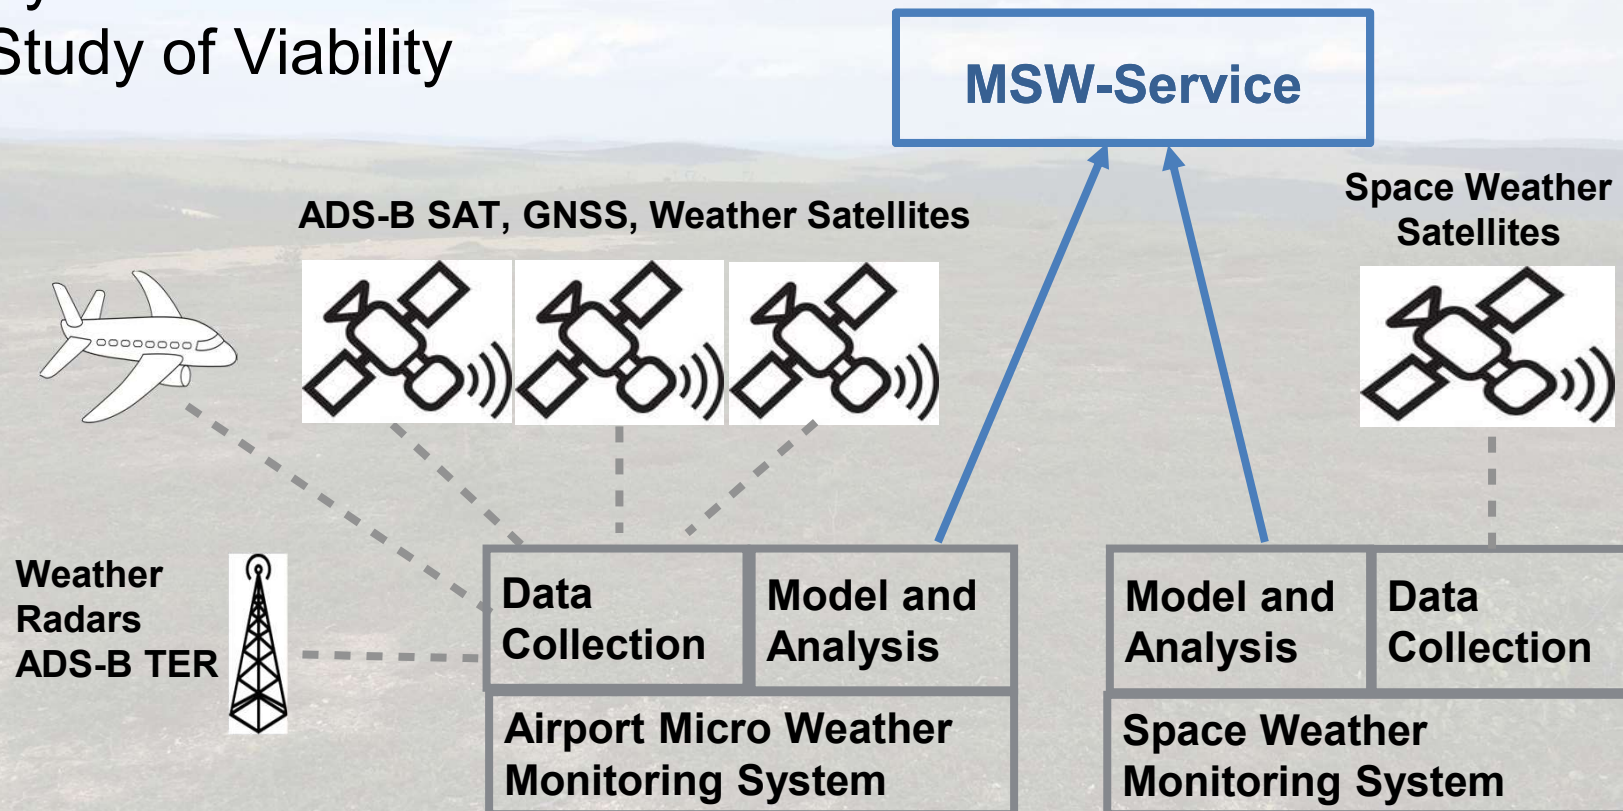 Study of Viability
MSW-Service
Space Weather
Satellites
ADS-B SAT, GNSS, Weather Satellites
Weather
Radars
ADS-B TER
Data
Collection
Model and
Analysis
Airport Micro Weather
Monitoring System
Model and
Analysis
Data
Collection
Space Weather
Monitoring System